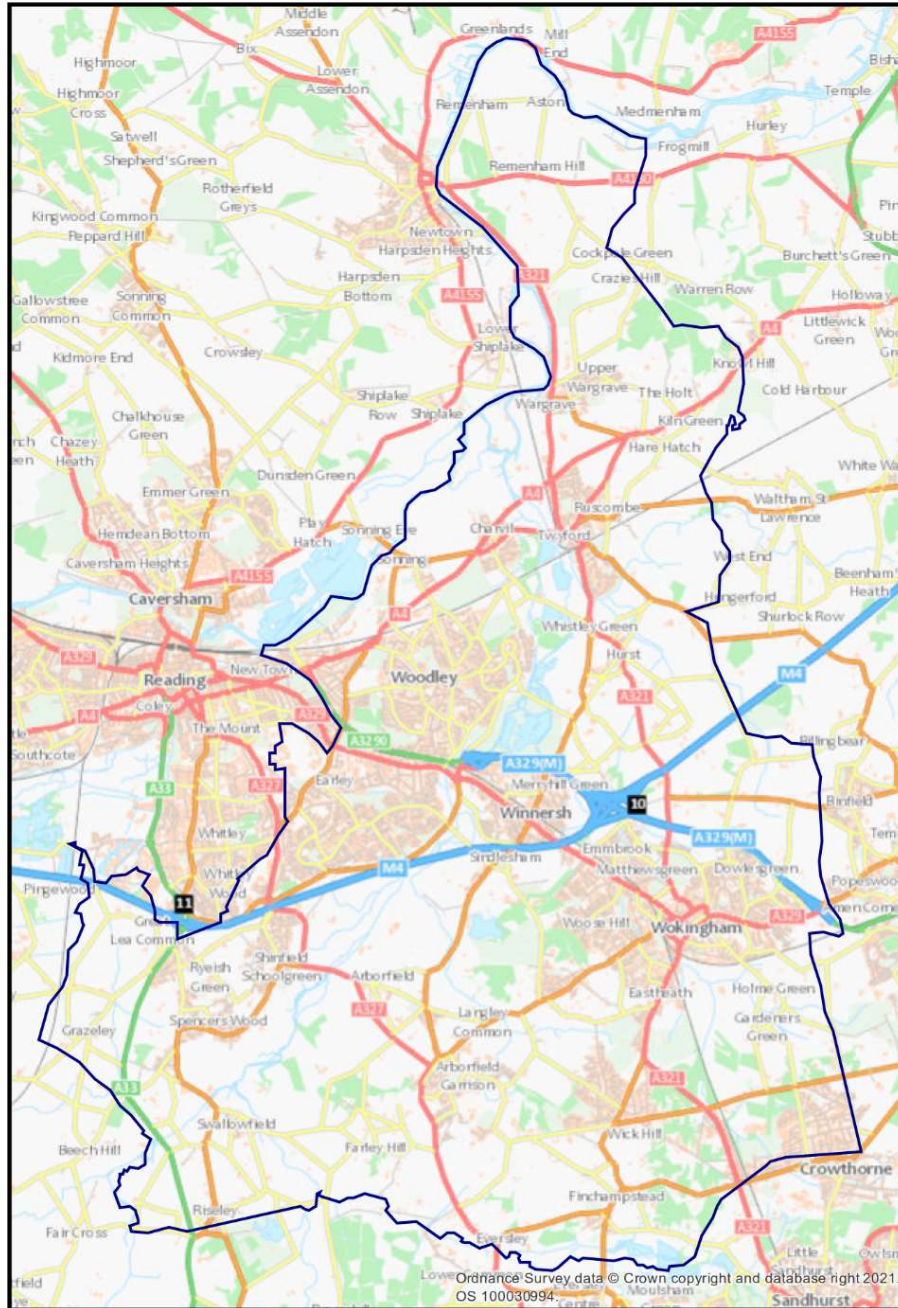 Middle
Assendon
Greenlands
Mill
End
A4155
Bix
Highmoor
Lower
Assendon
Highmoor
Cross
Remenham
Aston
Medmenham
Temple
Satwell
Hurley
Shepherd's Green
Frogmill
Remenham Hill
Rotherfield
Greys
Kingwood Common
Peppard Hill
Newtown
Harpsden Heights
Cockpole Green
Burchett's Green
Harpsden
Bottom
A321
Crazies Hill
Warren Row
Sonning
Common
A4155
Holloway
Gallowstree
Common
Lower
Shiplake
A4
Littlewick
Green
Kidmore End
Crowsley
Knowl Hill
Upper
Wargrave
The Holt
Cold Harbour
Shiplake
Row
Shiplake
Wargrave
Chalkhouse
Green
Kiln Green
Chazey
Heath
Hare Hatch
Dunsden Green
Emmer Green
A4
Ruscombe
Waltham St
Lawrence
Play
Hatch
Sonning Eye
Charvil
Twyford
Hemdean Bottom
Sonning
West End
Caversham Heights
A4155
Beenham's
Heath
Caversham
Hungerford
Shurlock Row
A4
Whistley Green
A329
New Town
Woodley
Hurst
M4
Reading
A321
A4
Coley
The Mount
A329
A3290
Southcote
Billingbear
A33
A327
Earley
A329(M)
Merryhill Green
10
Binfield
Whitley
Winnersh
A329(M)
Emmbrook
M4
Sindlesham
Matthewsgreen
Dowlesgreen
Whitley
Wood
Pingewood
Popeswood
11
Woose Hill
A329
Lea Common
Wokingham
Shinfield
Ryeish
Green
Schoolgreen
Arborfield
Eastheath
Holme Green
A327
Langley
Common
Gardeners
Green
Spencers Wood
Grazeley
Arborfield
Garrison
A321
A33
Swallowfield
Beech Hill
Farley Hill
Wick Hill
Crowthorne
Finchampstead
Riseley
Fair Cross
Eversley
A321
Little
Sandhurst
Ordnance Survey data © Crown copyright and database right 2021.
OS 100030994.
Centre
Moulsham
Sandhurst